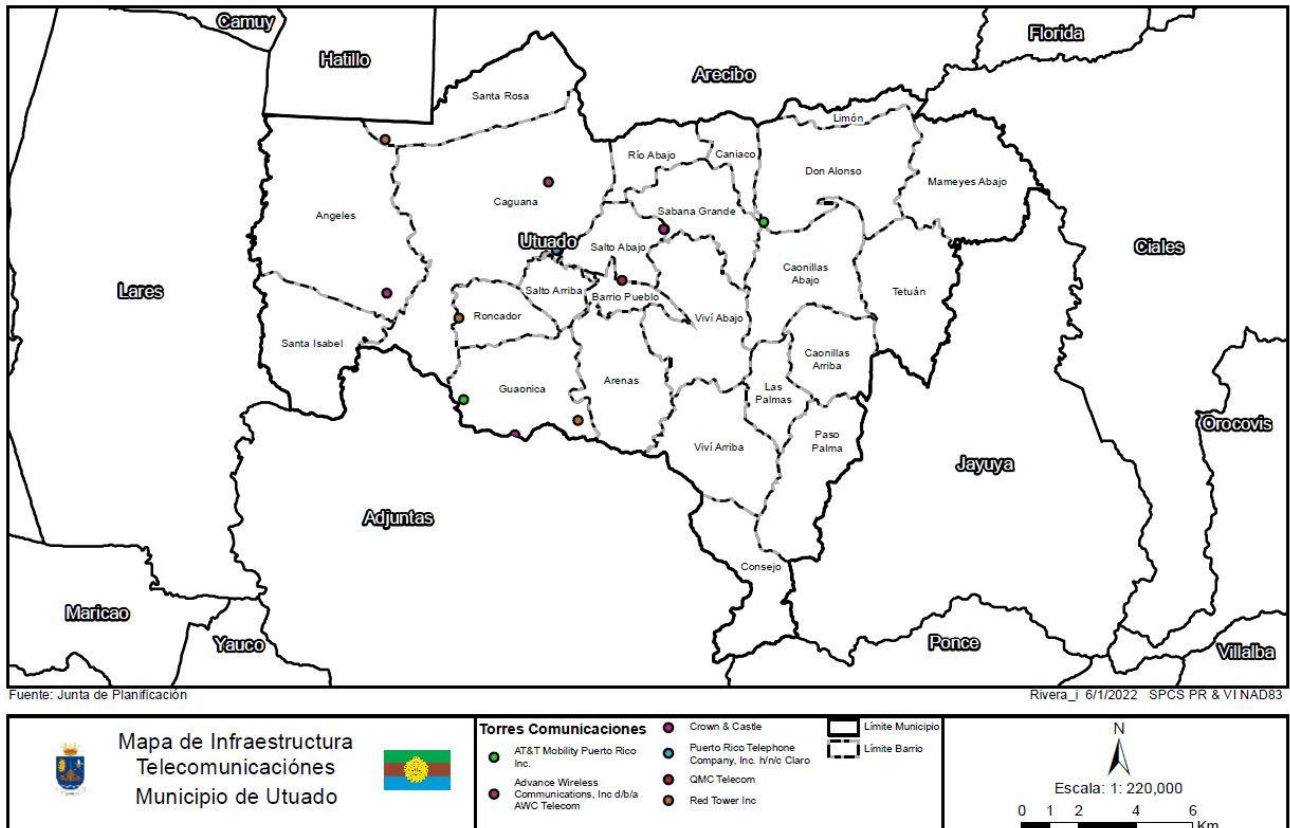 Camuy
Hatillo
Florida
Arecibo
Santa Rosa
Limón
Río Abajo
Caniaco
Don Alonso
Mameyes Abajo
Caguana
Angeles
Sabana Grande
Utuado
Salto Abajo
Ciales
Caonillas
Abajo
Lares
Salto Arriba
Barrio Pueblo
Tetuán
Roncador
Viví Abajo
Santa Isabel
Caonillas
Arriba
Guaonica
Arenas
Las
Palmas
Orocovis
Viví Arriba
Paso
Palma
Jayuya
Adjuntas
Consejo
Maricao
Yauco
Ponce
Villalba
Fuente: Junta de Planificación
Rivera_i 6/1/2022 SPCS PR & VI NAD83
Mapa de Infraestructura
Telecomunicaciónes
Municipio de Utuado
Torres Comunicaciones
AT&T Mobility Puerto Rico
Inc.
Advance Wireless
Communications, Inc d/b/a
AWC Telecom
Crown & Castle
Puerto Rico Telephone
Company, Inc. h/n/c Claro
QMC Telecom
Red Tower Inc
Límite Municipio
Límite Barrio
N
Escala: 1: 220,000
0 1 2 4 6
Km